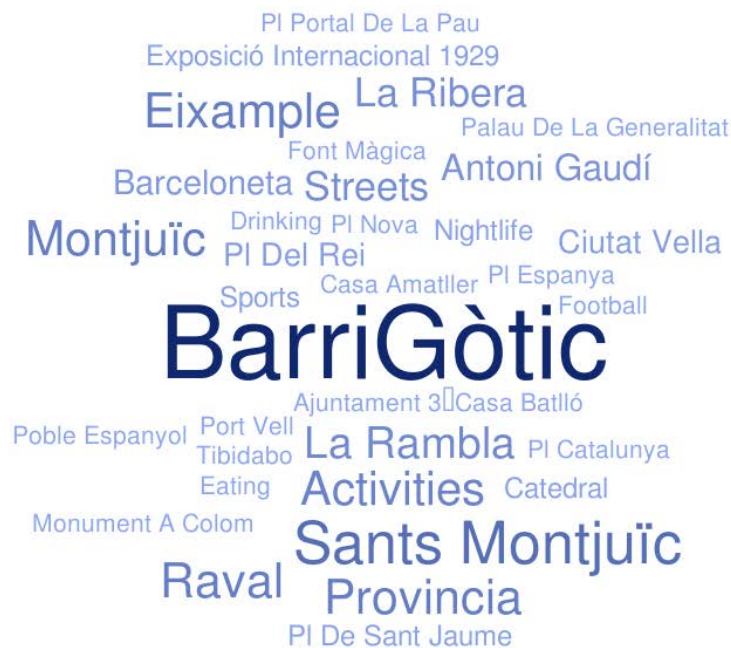 Pl Portal De La Pau
Exposició Internacional 1929
Eixample La Ribera
Palau De La Generalitat
Font Màgica
Barceloneta Streets Antoni Gaudí
Montjuïc Drinking Pl Nova Nightlife Ciutat Vella
Pl Del Rei
Casa Amatller Pl Espanya
Sports Football
BarriGòtic
Ajuntament 3▯Casa Batlló
Poble Espanyol Port Vell La Rambla Pl Catalunya
Tibidabo
Eating Activities Catedral
Monument A Colom
Sants Montjuïc
Raval Provincia
Pl De Sant Jaume